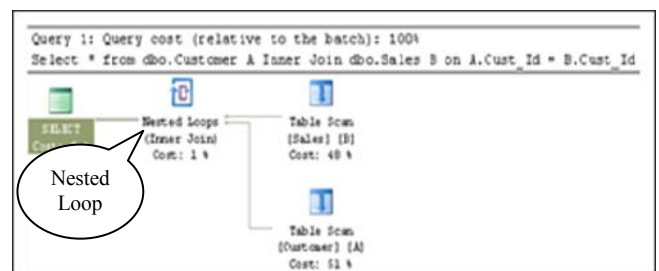 Query 1: Query cost (relative to the batch): 100%
Select * from dbo.Customer A Inner Join dbo.Sales B on A.Cust_Id = B.Cust_Id
SELECT
Nested Loops
(Inner Join)
Cost: 1 %
Table Scan
[Sales] [B]
Cost: 48 %
Nested
Loop
Table Scan
[Customer] [A]
Cost: 51 %